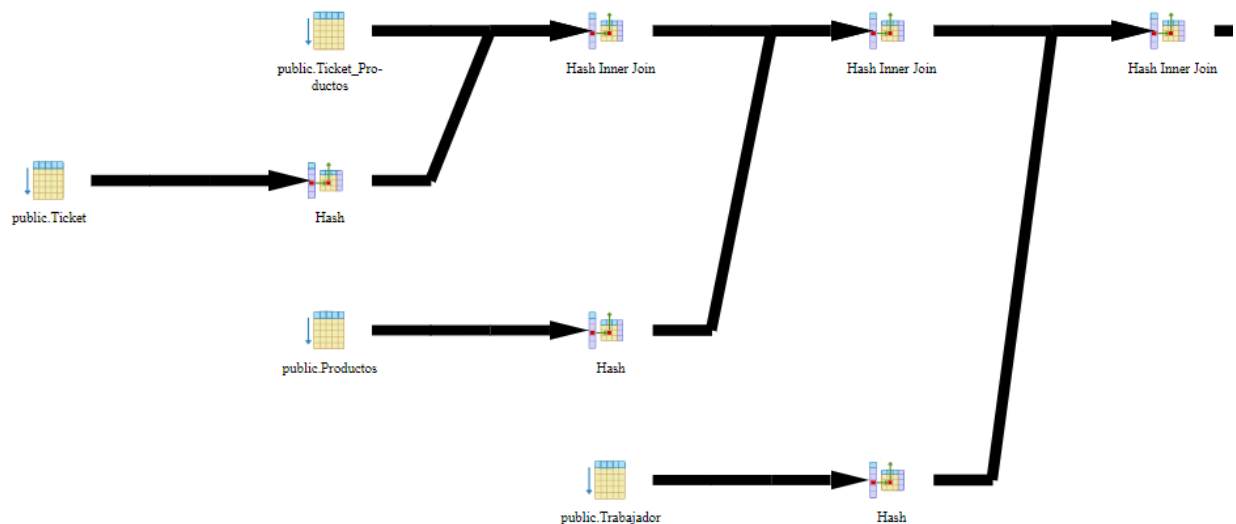 public.Ticket_Pro-
ductos
Hash Inner Join
Hash Inner Join
Hash Inner Join
public.Ticket
Hash
public.Productos
Hash
public.Trabajador
Hash